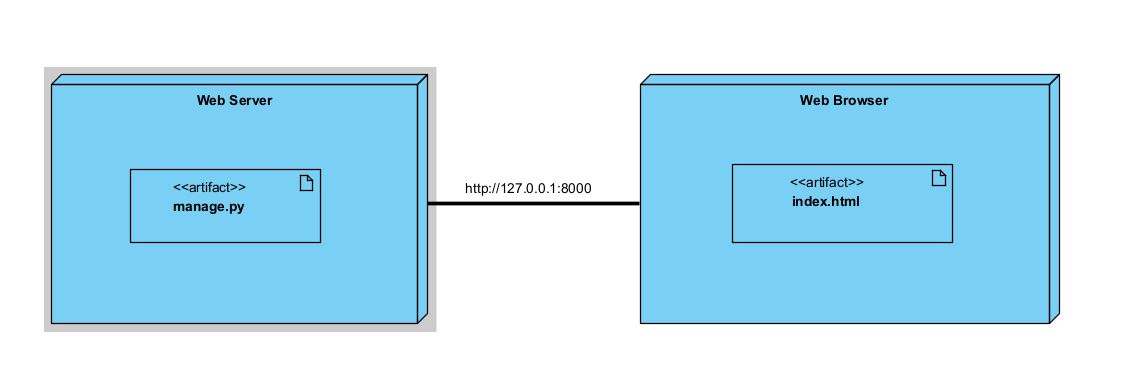 Web Server
<<artifact>>
manage.py
http://127.0.0.1:8000
Web Browser
<<artifact>>
index.html